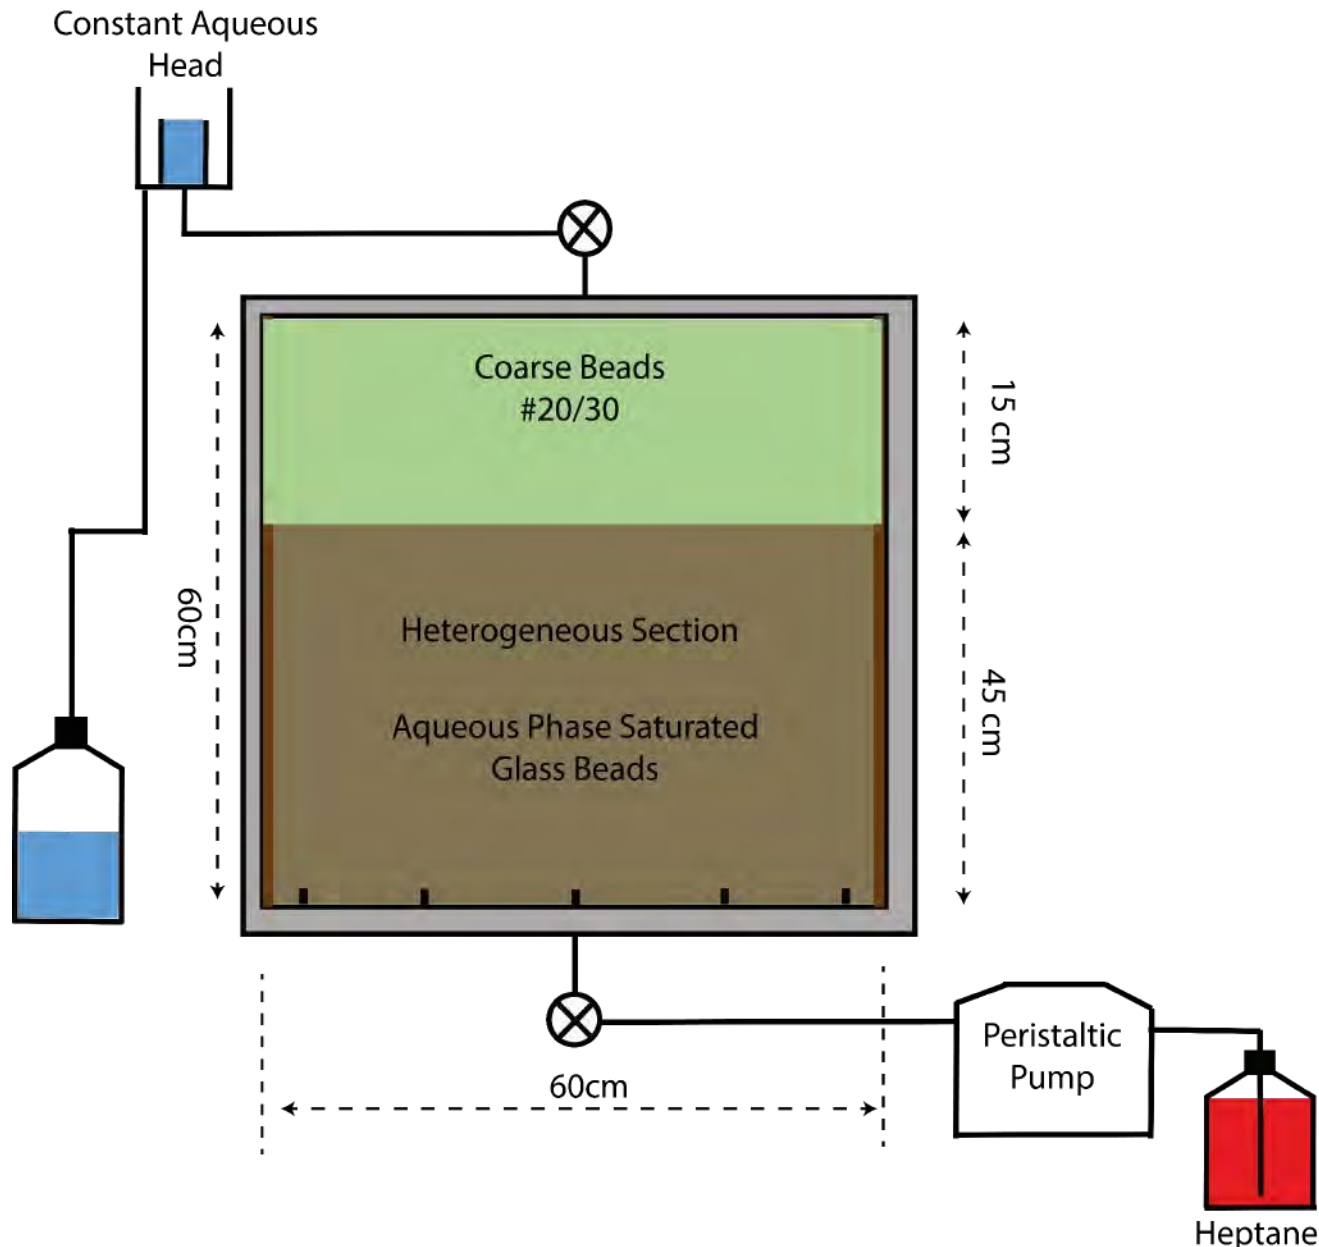 Constant Aqueous
Head
Coarse Beads
#20/30
15 cm
60cm
Heterogeneous Section
45 cm
Aqueous Phase Saturated
Glass Beads
Peristaltic
Pump
60cm
Heptane